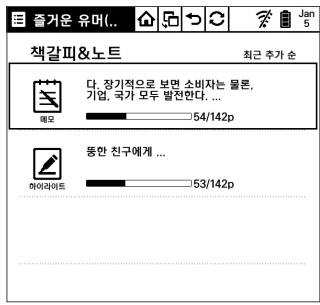 즐거운 유머(..
Jan
5
책갈피&노트
최근 추가 순
다. 장기적으로 보면 소비자는 물론,
기업, 국가 모두 발전한다. ...
메모
54/142p
뚱한 친구에게 ...
하이라이트
53/142p